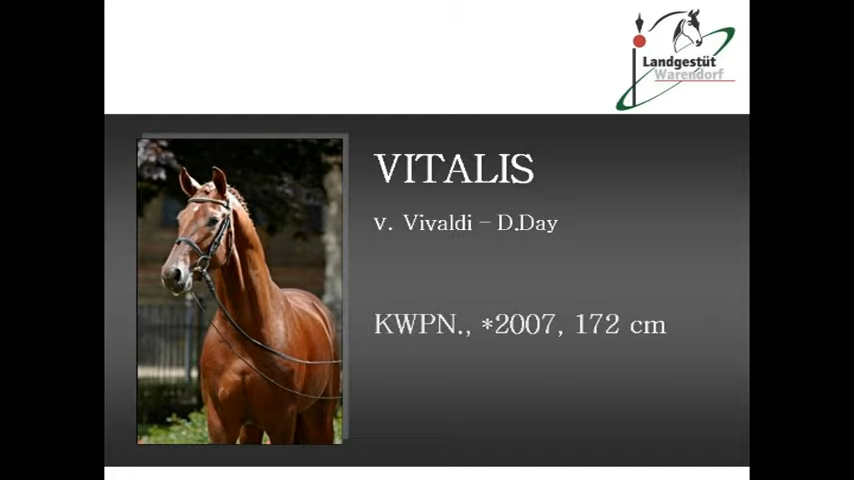 Landgestüt
Warendorf
VITALIS
v. Vivaldi – D.Day
KWPN., *2007, 172 cm